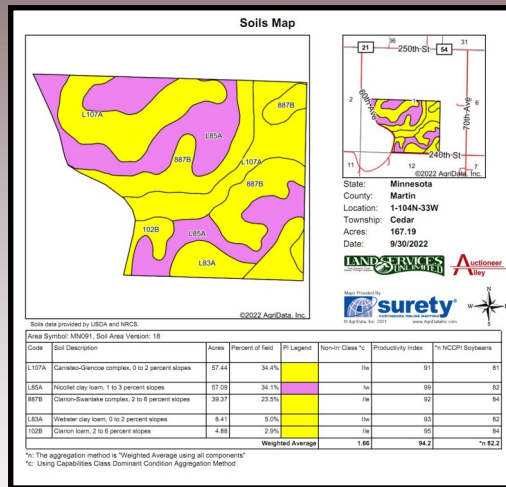 Soils Map
L107A
L85A
887B
887B
L107A
887B
102B
L85A
L83A
©2022 AgriData, Inc.
21
36
250th St
54
31
60th Ave
2
1
6
70th Ave
240th St
11
12
7
©2022 AgriData, Inc.
State: Minnesota
County: Martin
Location: 1-104N-33W
Township: Cedar
Acres: 167.19
Date: 9/30/2022
LAND SERVICES
UNLIMITED
Auctioneer
Ailey
Maps Provided By
surety®
CUSTOMIZED ONLINE MAPPING
© AgriData, Inc. 2021 www.AgriDataInc.com
N
W E
S
Soils data provided by USDA and NRCS.
Area Symbol: MN091, Soil Area Version: 18
Code Soil Description Acres Percent of field PI Legend Non-Irr Class *c Productivity Index *n NCCPI Soybeans
L107A Canisteo-Glencoe complex, 0 to 2 percent slopes 57.44 34.4% IIw 91 81
L85A Nicollet clay loam, 1 to 3 percent slopes 57.09 34.1% Iw 99 82
887B Clarion-Swanlake complex, 2 to 6 percent slopes 39.37 23.5% IIe 92 84
L83A Webster clay loam, 0 to 2 percent slopes 8.41 5.0% IIw 93 82
102B Clarion loam, 2 to 6 percent slopes 4.88 2.9% IIe 95 84
Weighted Average 1.66 94.2 *n 82.2
*n: The aggregation method is "Weighted Average using all components"
*c: Using Capabilities Class Dominant Condition Aggregation Method